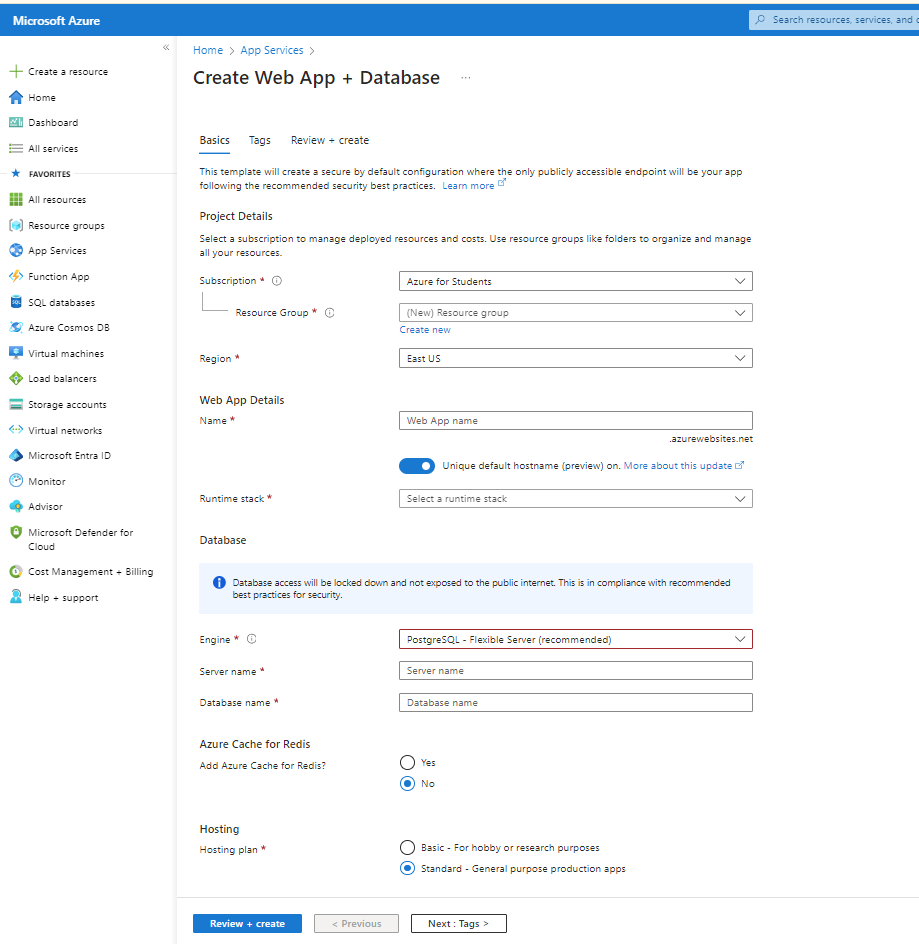 Microsoft Azure
Search resources, services, and
«
Create a resource
Home
Dashboard
All services
FAVORITES
All resources
Resource groups
App Services
Function App
SQL databases
Azure Cosmos DB
Virtual machines
Load balancers
Storage accounts
Virtual networks
Microsoft Entra ID
Monitor
Advisor
Microsoft Defender for
Cloud
Cost Management + Billing
Help + support
Home > App Services >
Create Web App + Database ...
Basics Tags Review + create
This template will create a secure by default configuration where the only publicly accessible endpoint will be your app
following the recommended security best practices. Learn more
Project Details
Select a subscription to manage deployed resources and costs. Use resource groups like folders to organize and manage
all your resources.
Subscription * Azure for Students
Resource Group * (New) Resource group
Create new
Region * East US
Web App Details
Name * Web App name
.azurewebsites.net
Unique default hostname (preview) on. More about this update
Runtime stack * Select a runtime stack
Database
Database access will be locked down and not exposed to the public internet. This is in compliance with recommended
best practices for security.
Engine * PostgreSQL - Flexible Server (recommended)
Server name * Server name
Database name * Database name
Azure Cache for Redis
Add Azure Cache for Redis? Yes
No
Hosting
Hosting plan * Basic - For hobby or research purposes
Standard - General purpose production apps
Review + create < Previous Next : Tags >